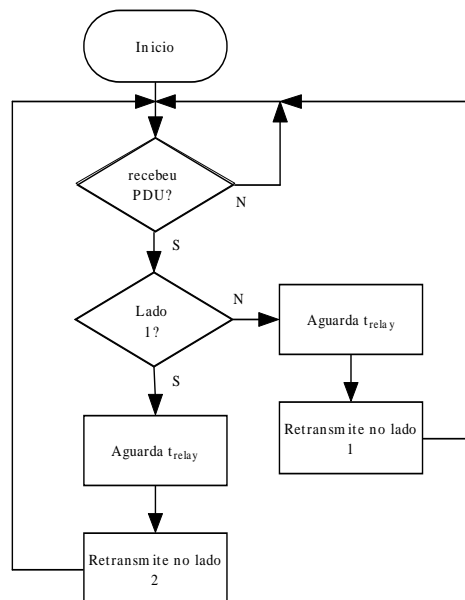 Inicio
recebeu
PDU?
N
S
Lado
1?
N
Aguarda t_relay
S
Retransmite no lado
1
Aguarda t_relay
Retransmite no lado
2